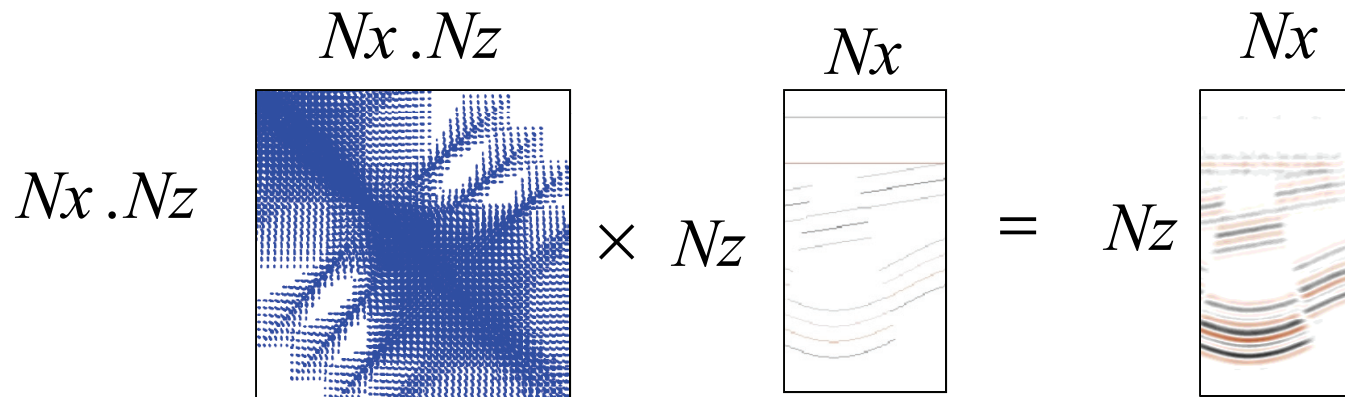 Nx . Nz
Nx
Nx
Nx . Nz
× Nz
= Nz